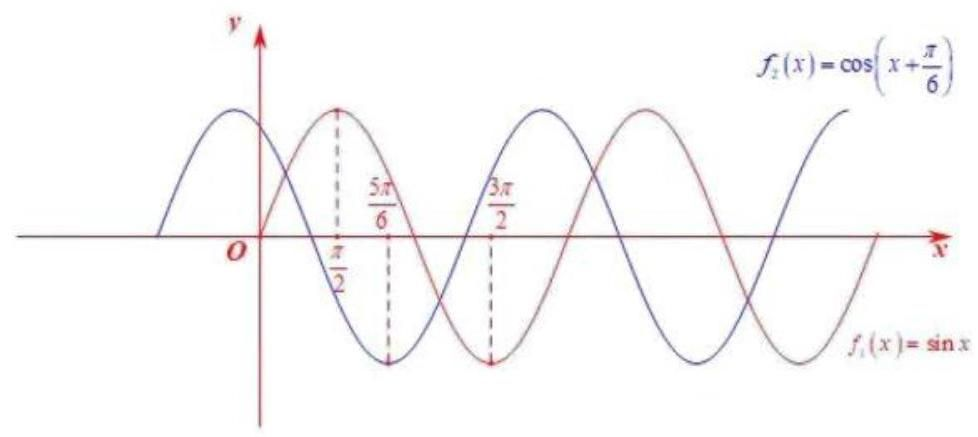 y
f₂(x) = cos(x + π/6)
5π/6
3π/2
O
π/2
x
f₁(x) = sin x